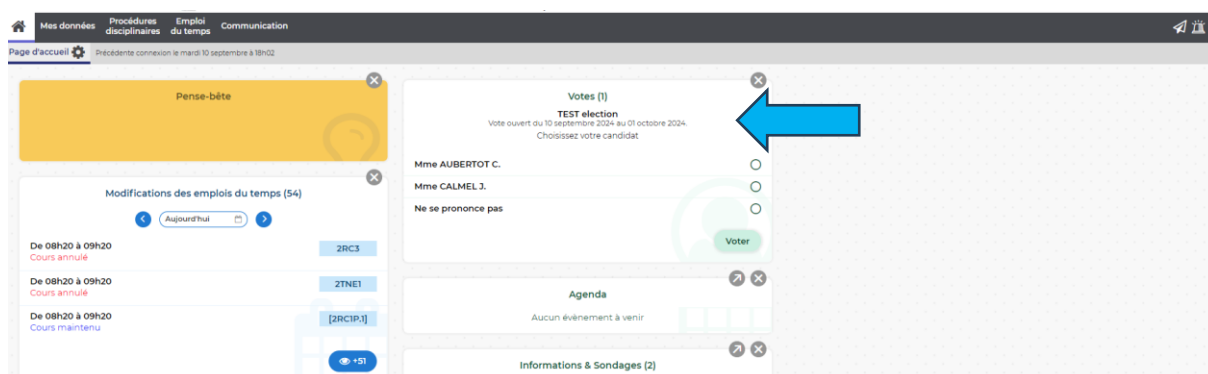 Mes données
Procédures disciplinaires
Emploi du temps
Communication
Page d'accueil
Précédente connexion le mardi 10 septembre à 18h02
Pense-bête
Modifications des emplois du temps (54)
Aujourd'hui
De 08h20 à 09h20
2RC3
Cours annulé
De 08h20 à 09h20
2TNE1
Cours annulé
De 08h20 à 09h20
[2RC1P.1]
Cours maintenu
+51
Votes (1)
TEST election
Vote ouvert du 10 septembre 2024 au 01 octobre 2024.
Choisissez votre candidat
Mme AUBERTOT C.
Mme CALMEL J.
Ne se prononce pas
Voter
Agenda
Aucun évènement à venir
Informations & Sondages (2)